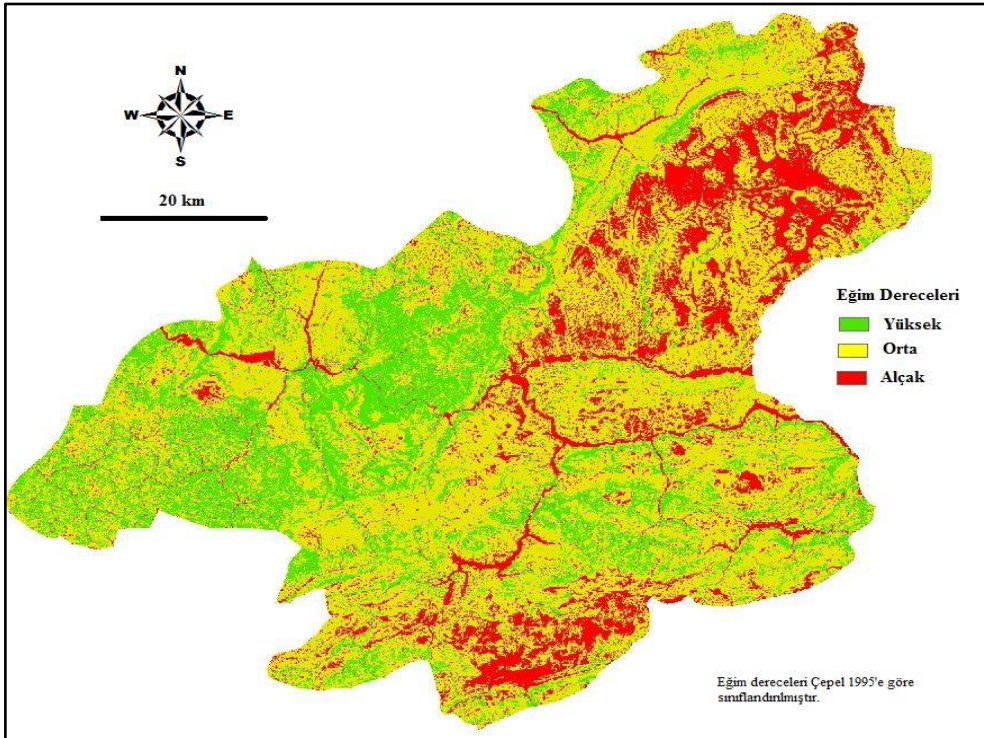 N
W E
S
20 km
Eğim Dereceleri
Yüksek
Orta
Alçak
Eğim dereceleri Çepel 1995'e göre
sınıflandırılmıştır.